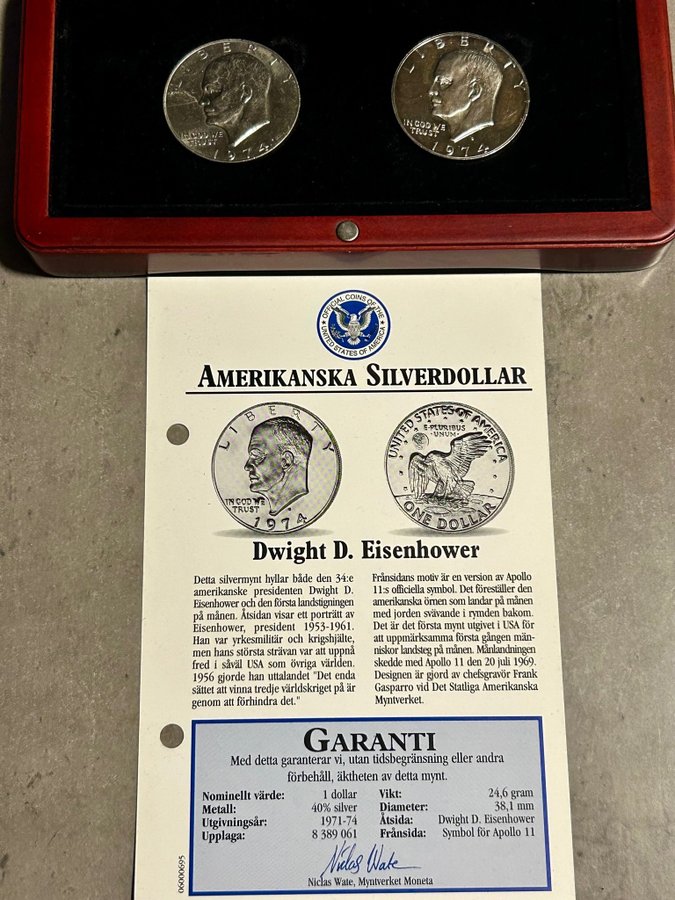 LIBERTY
IN GOD WE
TRUST
1974
LIBERTY
IN GOD WE
TRUST
1974
OFFICIAL COINS OF THE
UNITED STATES OF AMERICA
AMERIKANSKA SILVERDOLLAR
LIBERTY
IN GOD WE
TRUST
1974
UNITED STATES OF AMERICA
E·PLURIBUS
·UNUM·
ONE DOLLAR
Dwight D. Eisenhower
Detta silvermynt hyllar både den 34:e
amerikanske presidenten Dwight D.
Eisenhower och den första landstigningen
på månen. Åtsidan visar ett porträtt av
Eisenhower, president 1953-1961.
Han var yrkesmilitär och krigshjälte,
men hans största strävan var att uppnå
fred i såväl USA som övriga världen.
1956 gjorde han uttalandet "Det enda
sättet att vinna tredje världskriget på är
genom att förhindra det."
Frånsidans motiv är en version av Apollo
11:s officiella symbol. Det föreställer den
amerikanska örnen som landar på månen
med jorden svävande i rymden bakom.
Det är det första mynt utgivet i USA för
att uppmärksamma första gången män-
niskor landsteg på månen. Månlandningen
skedde med Apollo 11 den 20 juli 1969.
Designen är gjord av chefsgravör Frank
Gasparro vid Det Statliga Amerikanska
Myntverket.
GARANTI
Med detta garanterar vi, utan tidsbegränsning eller andra
förbehåll, äktheten av detta mynt.
Nominellt värde: 1 dollar
Metall: 40% silver
Utgivningsår: 1971-74
Upplaga: 8 389 061
Vikt: 24,6 gram
Diameter: 38,1 mm
Åtsida: Dwight D. Eisenhower
Frånsida: Symbol för Apollo 11
Niclas Wate
Niclas Wate, Myntverket Moneta
06000695